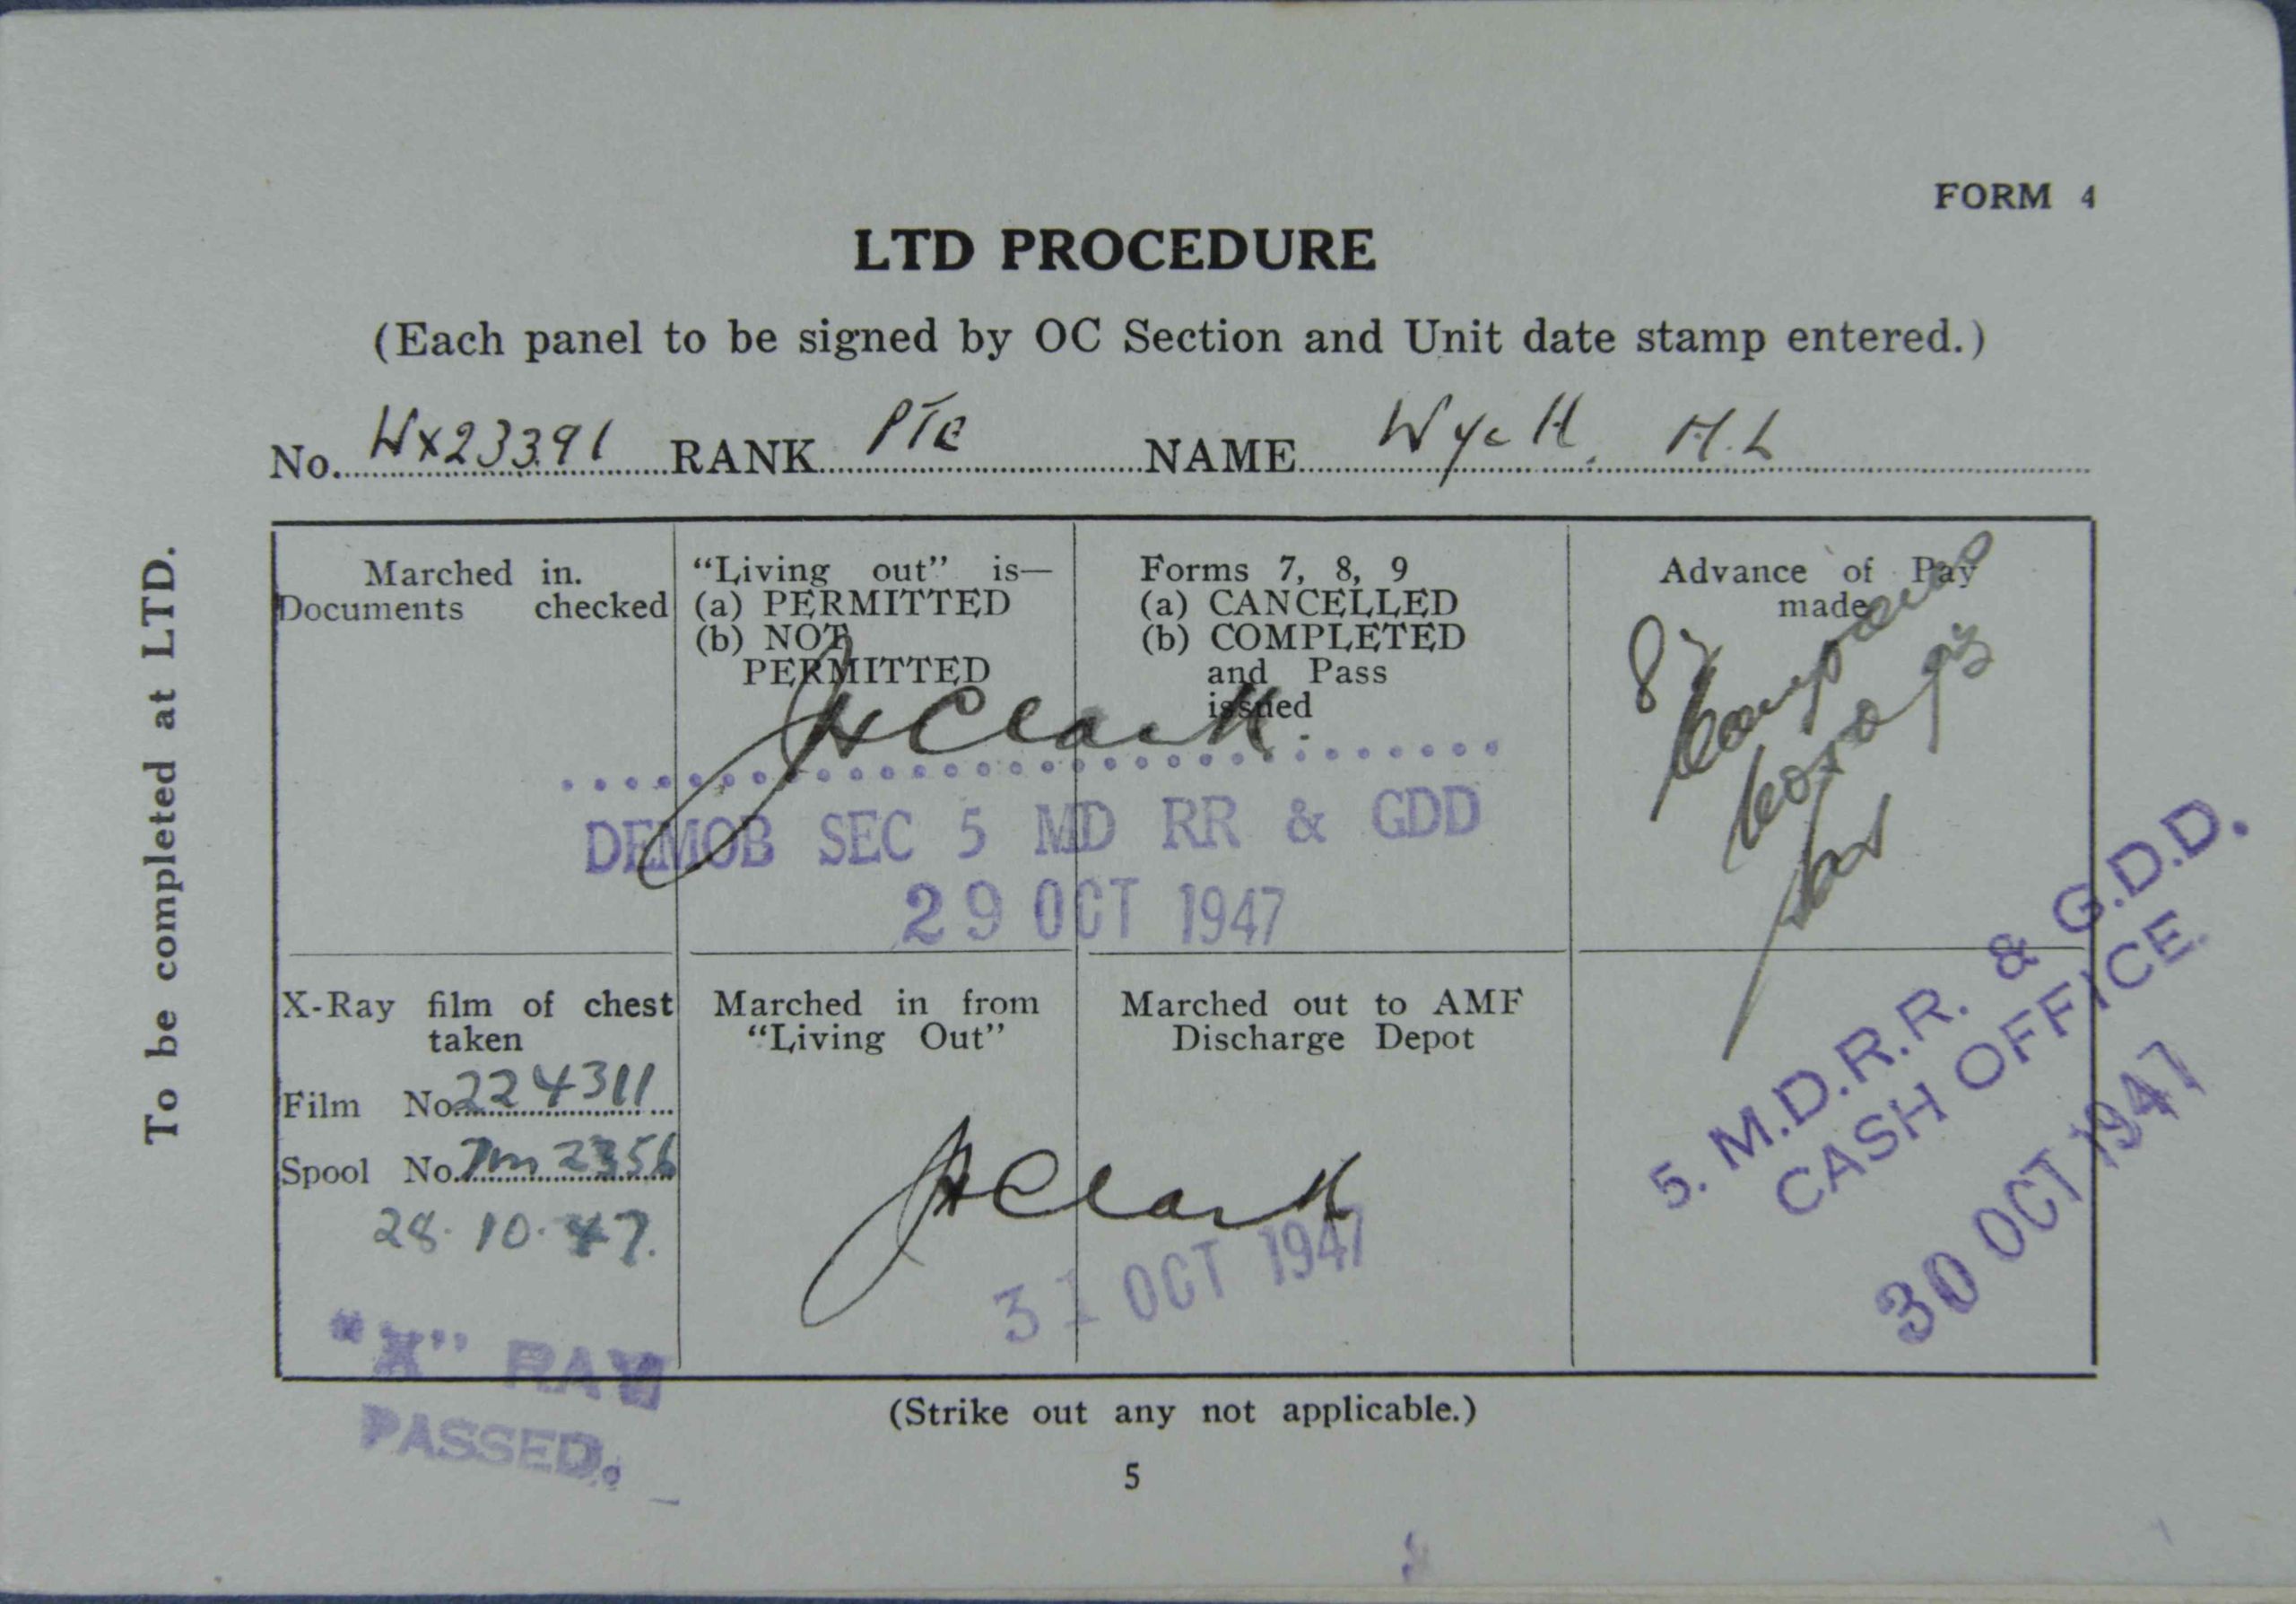 FORM 4
LTD PROCEDURE
(Each panel to be signed by OC Section and Unit date stamp entered.)
No. WX23391 RANK PTE NAME H.L
To be completed at LTD.
Marched in.
Documents checked
"Living out" is—
(a) PERMITTED
(b) NOT
PERMITTED
Forms 7, 8, 9
(a) CANCELLED
(b) COMPLETED
and Pass
issued
Advance of Pay
made
JHClark.
DEMOB SEC 5 MD RR & GDD
29 OCT 1947
X-Ray film of chest
taken
Film No. 224311
Spool No. 2356
28.10.47.
"X" RAY
PASSED.
Marched in from
"Living Out"
Marched out to AMF
Discharge Depot
JHClark
31 OCT 1947
5. M.D.R.R. & G.D.D.
CASH OFFICE
30 OCT 1947
(Strike out any not applicable.)
5